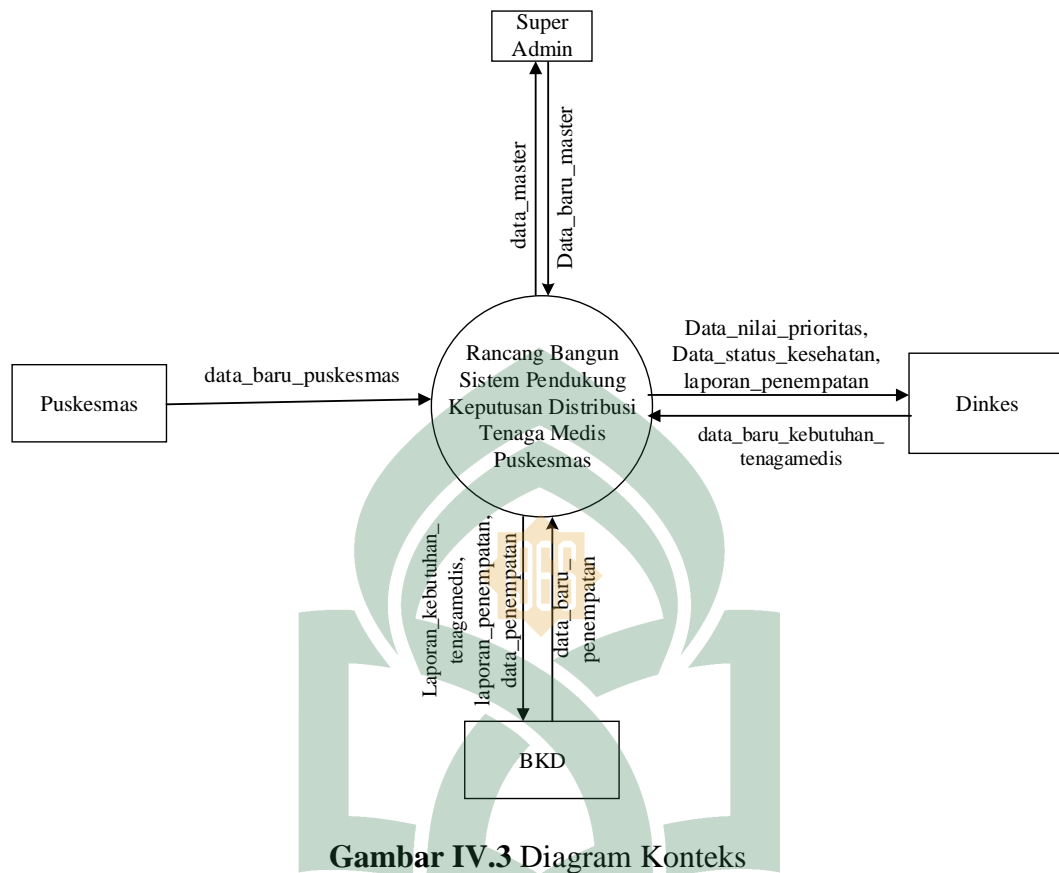 Super
Admin
data_master
Data_baru_master
Puskesmas
data_baru_puskesmas
Rancang Bangun
Sistem Pendukung
Keputusan Distribusi
Tenaga Medis
Puskesmas
Data_nilai_prioritas,
Data_status_kesehatan,
laporan_penempatan
data_baru_kebutuhan_
tenagamedis
Dinkes
Laporan_kebutuhan_
tenagamedis,
laporan_penempatan,
data_penempatan
data_baru_
penempatan
BKD
Gambar IV.3 Diagram Konteks